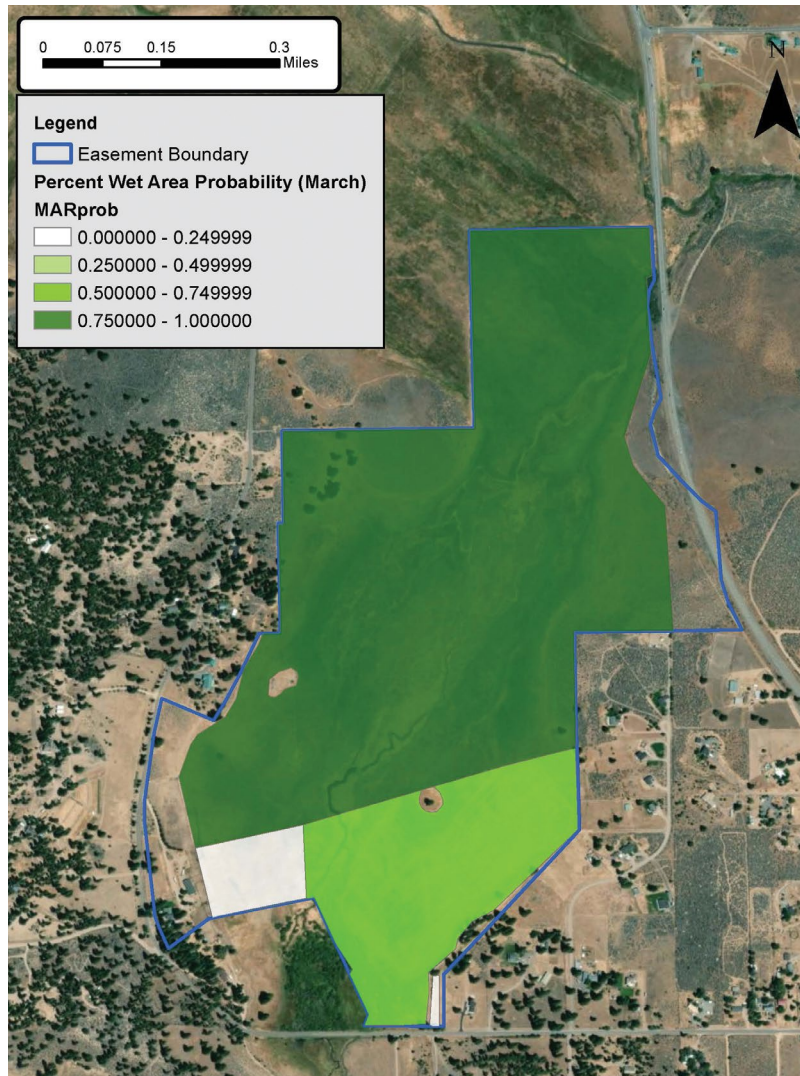 0 0.075 0.15 0.3
Miles
N
Legend
Easement Boundary
Percent Wet Area Probability (March)
MARprob
0.000000 - 0.249999
0.250000 - 0.499999
0.500000 - 0.749999
0.750000 - 1.000000